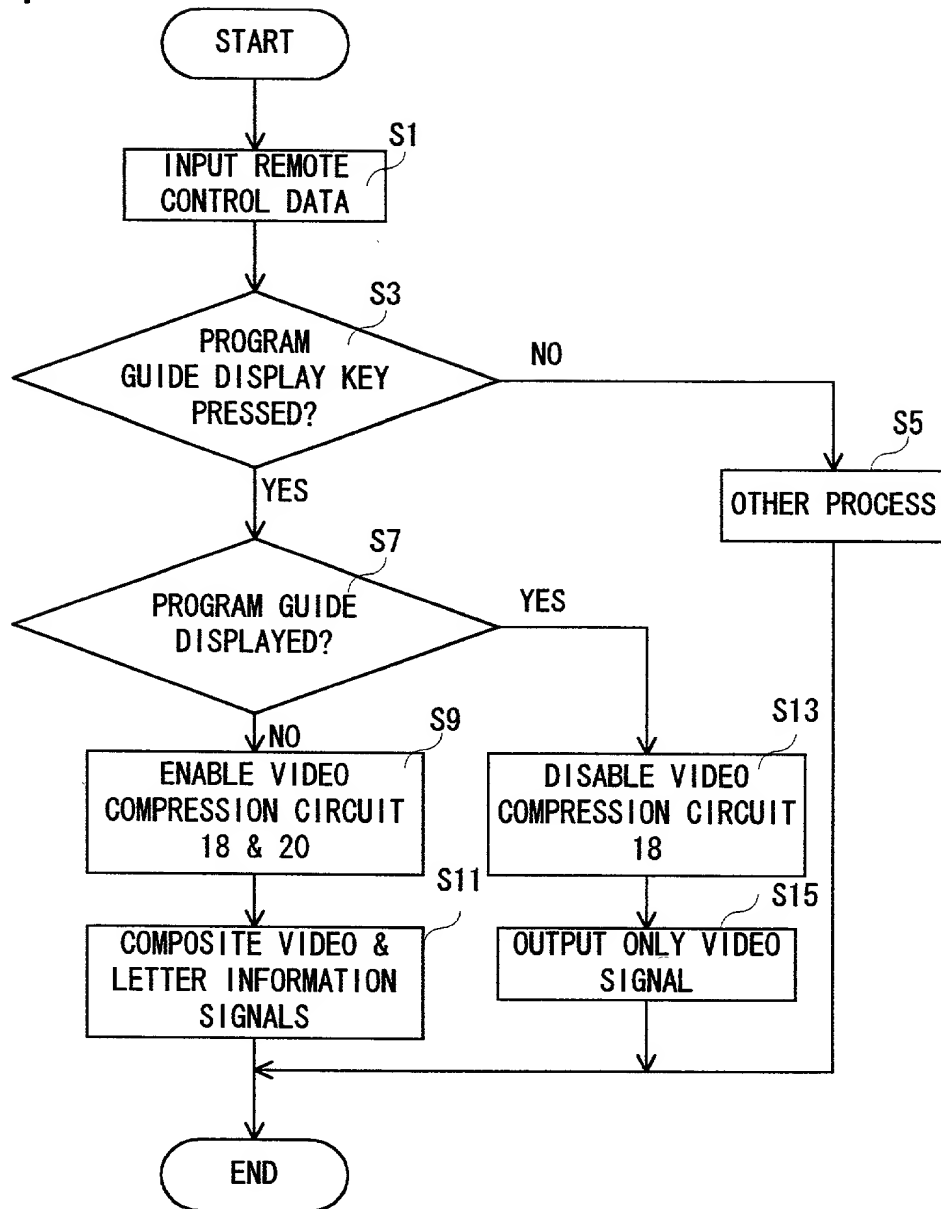 START
S1
INPUT REMOTE
CONTROL DATA
S3
PROGRAM
GUIDE DISPLAY KEY
PRESSED?
NO
YES
S5
OTHER PROCESS
S7
PROGRAM GUIDE
DISPLAYED?
YES
NO
S9
ENABLE VIDEO
COMPRESSION CIRCUIT
18 & 20
S13
DISABLE VIDEO
COMPRESSION CIRCUIT
18
S11
COMPOSITE VIDEO &
LETTER INFORMATION
SIGNALS
S15
OUTPUT ONLY VIDEO
SIGNAL
END